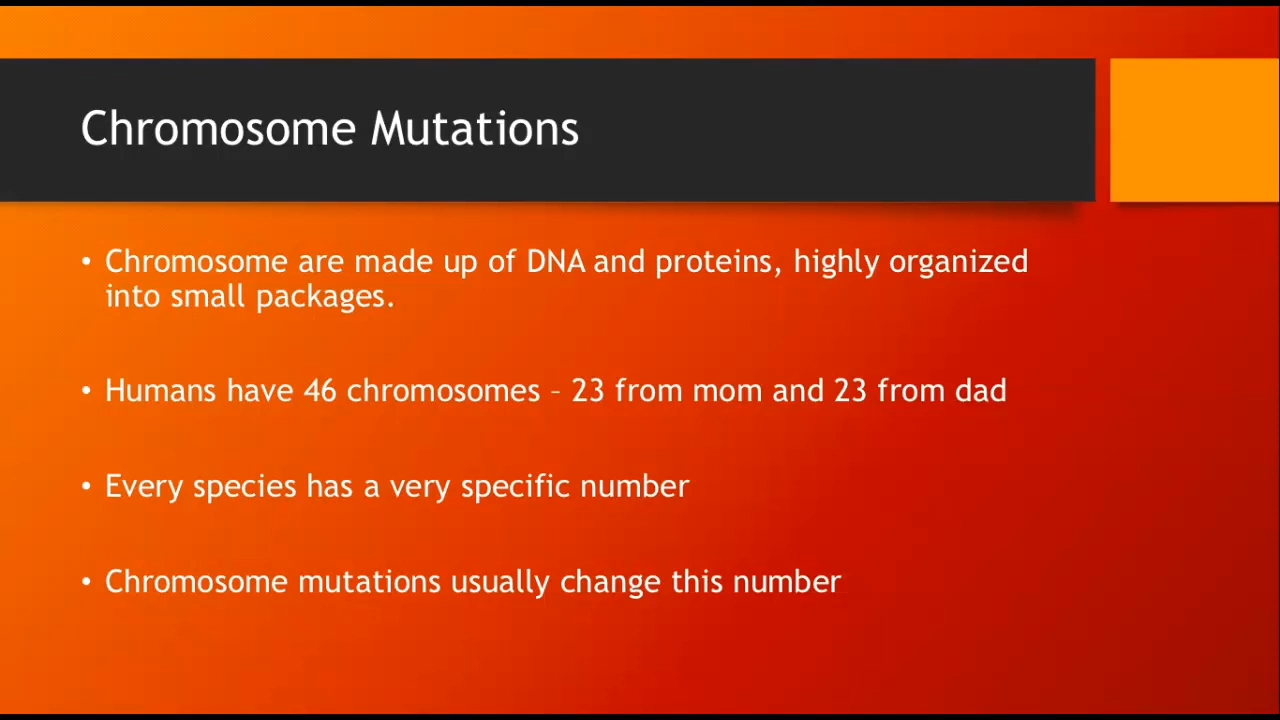 Chromosome Mutations
• Chromosome are made up of DNA and proteins, highly organized
into small packages.
• Humans have 46 chromosomes – 23 from mom and 23 from dad
• Every species has a very specific number
• Chromosome mutations usually change this number